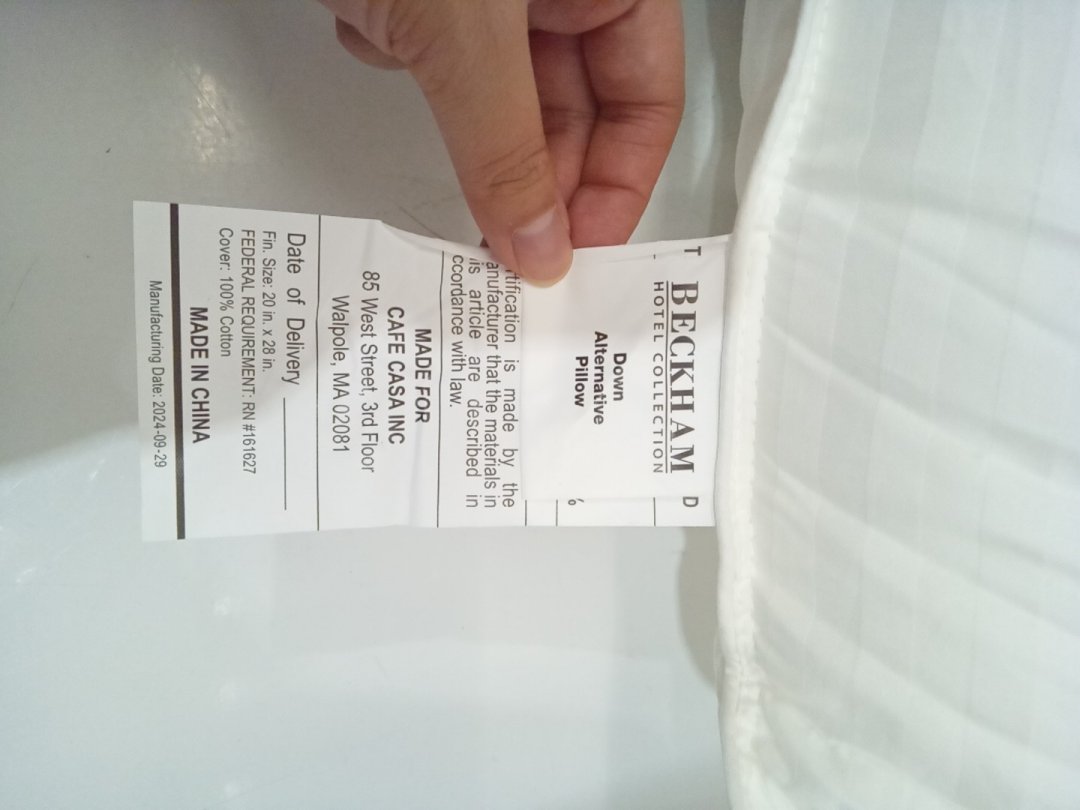 T
D
BECKHAM
HOTEL COLLECTION
Down
Alternative
Pillow
%
tification is made by the
anufacturer that the materials in
is article are described in
ccordance with law.
MADE FOR
CAFE CASA INC
85 West Street, 3rd Floor
Walpole, MA 02081
Date of Delivery
Fin. Size: 20 in. x 28 in.
FEDERAL REQUIREMENT: RN #161627
Cover: 100% Cotton
MADE IN CHINA
Manufacturing Date: 2024-09-29